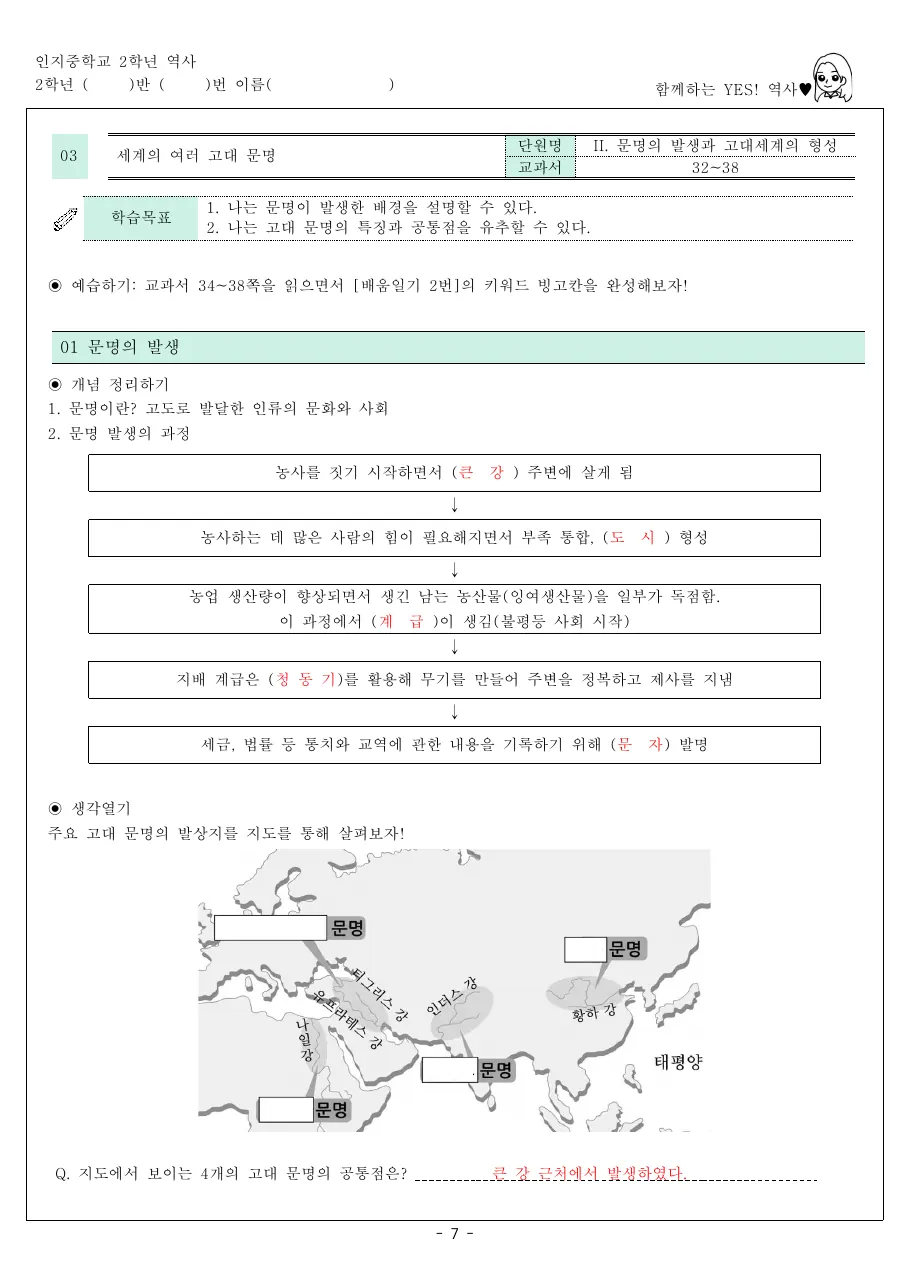 인지중학교 2학년 역사
2학년 (    )반 (    )번 이름(            )
함께하는 YES! 역사♥
03
세계의 여러 고대 문명
단원명
II. 문명의 발생과 고대세계의 형성
교과서
32~38
학습목표
1. 나는 문명이 발생한 배경을 설명할 수 있다.
2. 나는 고대 문명의 특징과 공통점을 유추할 수 있다.
◉ 예습하기: 교과서 34~38쪽을 읽으면서 [배움일기 2번]의 키워드 빙고칸을 완성해보자!
01 문명의 발생
◉ 개념 정리하기
1. 문명이란? 고도로 발달한 인류의 문화와 사회
2. 문명 발생의 과정
농사를 짓기 시작하면서 (큰 강 ) 주변에 살게 됨
↓
농사하는 데 많은 사람의 힘이 필요해지면서 부족 통합, (도 시 ) 형성
↓
농업 생산량이 향상되면서 생긴 남는 농산물(잉여생산물)을 일부가 독점함.
이 과정에서 (계 급 )이 생김(불평등 사회 시작)
↓
지배 계급은 (청 동 기)를 활용해 무기를 만들어 주변을 정복하고 제사를 지냄
↓
세금, 법률 등 통치와 교역에 관한 내용을 기록하기 위해 (문 자) 발명
◉ 생각열기
주요 고대 문명의 발상지를 지도를 통해 살펴보자!
문명
문명
티그리스 강
유프라테스 강
인더스 강
황하 강
나일강
태평양
문명
문명
Q. 지도에서 보이는 4개의 고대 문명의 공통점은? 큰 강 근처에서 발생하였다.
- 7 -